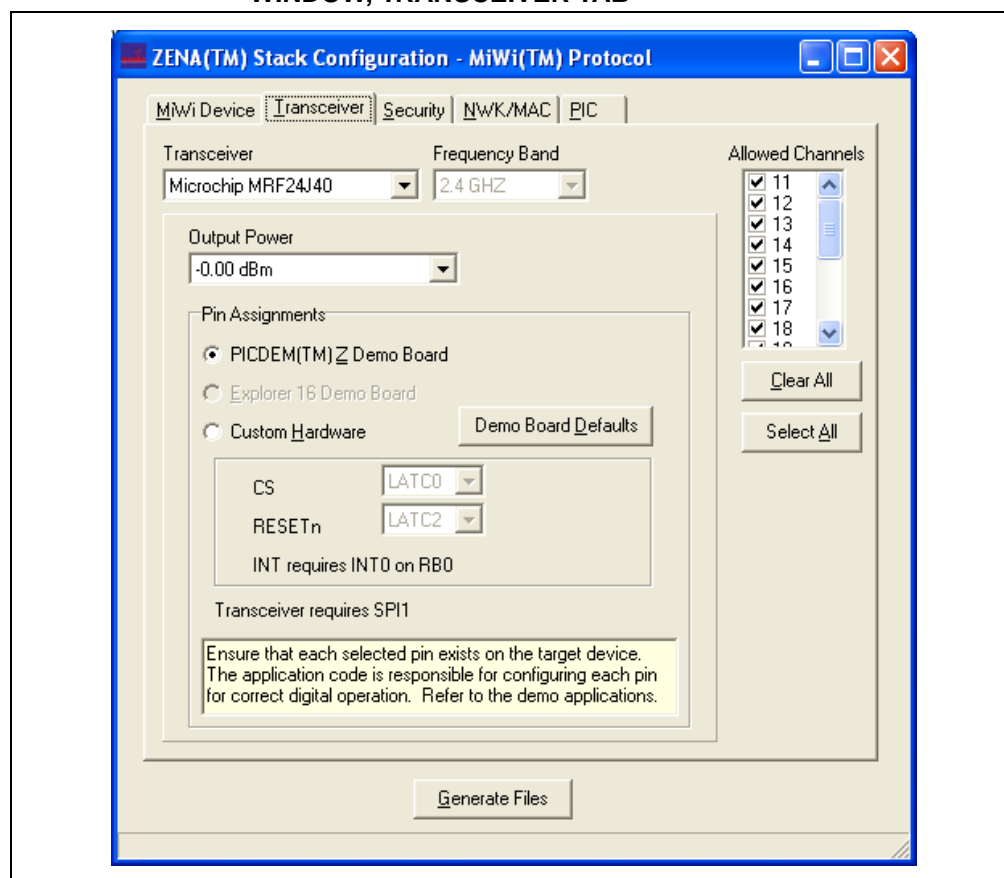 WINDOW, TRANSCEIVER TAB
ZENA(TM) Stack Configuration - MiWi(TM) Protocol
MiWi Device Transceiver Security NWK/MAC PIC
Transceiver Frequency Band Allowed Channels
Microchip MRF24J40 2.4 GHZ
11
12
13
14
15
16
17
18
Output Power
-0.00 dBm
Pin Assignments
PICDEM(TM) Z Demo Board
Explorer 16 Demo Board
Custom Hardware
Demo Board Defaults
Clear All
Select All
CS LATC0
RESETn LATC2
INT requires INT0 on RB0
Transceiver requires SPI1
Ensure that each selected pin exists on the target device.
The application code is responsible for configuring each pin
for correct digital operation. Refer to the demo applications.
Generate Files